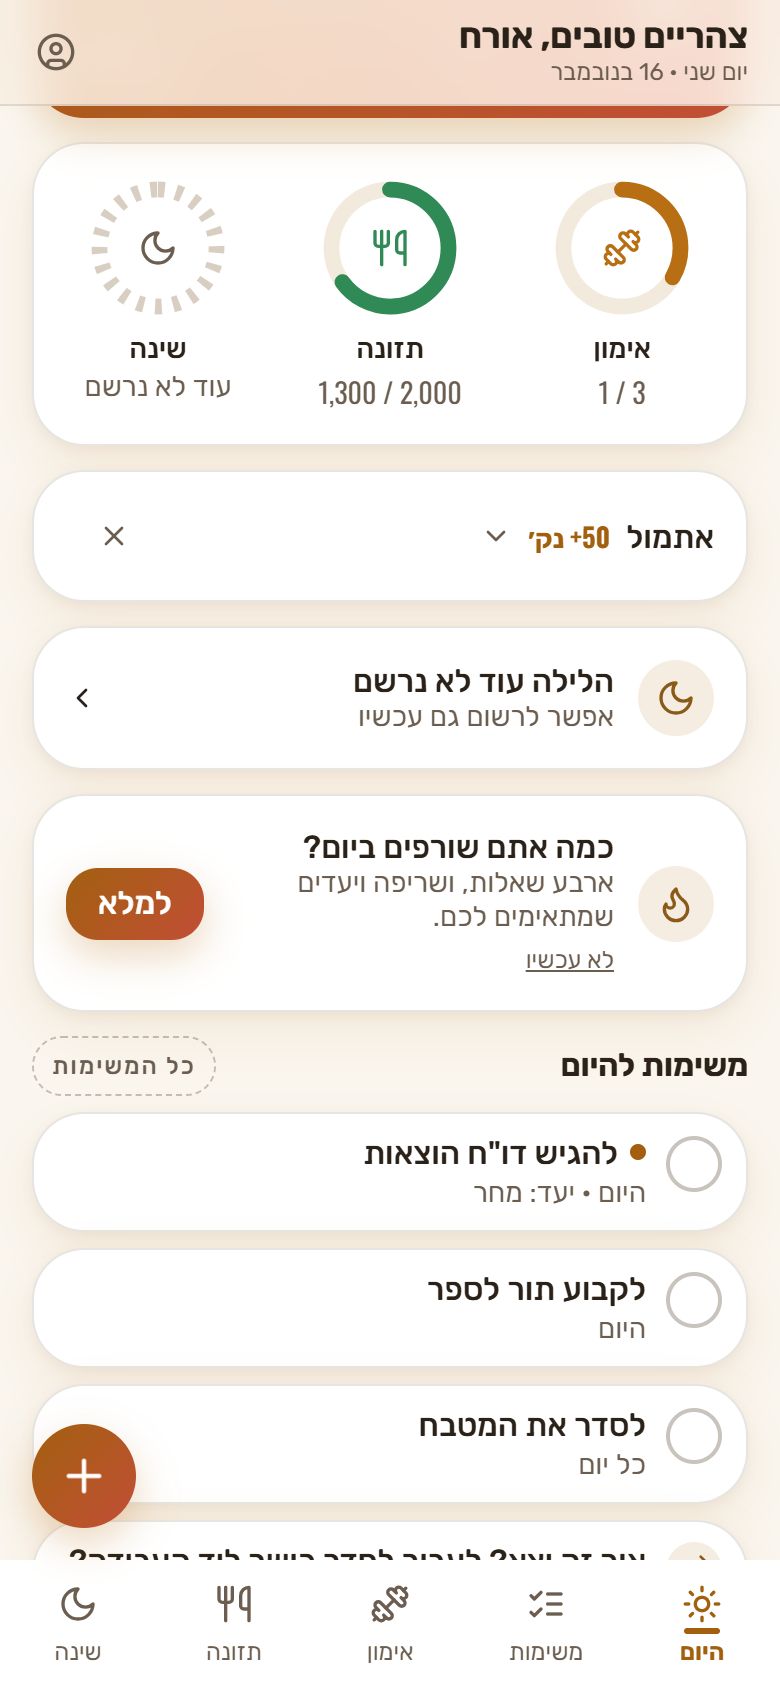 צהריים טובים, אורח
יום שני • 16 בנובמבר
אימון
1 / 3
תזונה
1,300 / 2,000
שינה
עוד לא נרשם
אתמול +50 נק׳
הלילה עוד לא נרשם
אפשר לרשום גם עכשיו
כמה אתם שורפים ביום?
ארבע שאלות, ושריפה ויעדים
שמתאימים לכם.
לא עכשיו
למלא
משימות להיום
כל המשימות
להגיש דו"ח הוצאות
היום • יעד: מחר
לקבוע תור לספר
היום
לסדר את המטבח
כל יום
היום
משימות
אימון
תזונה
שינה